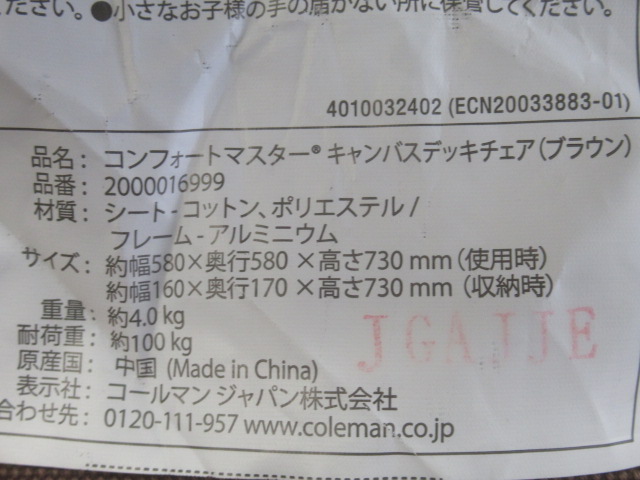 ださい。●小さなお子様の手の届かない所に保管してください。
4010032402 (ECN20033883-01)
品名: コンフォートマスター® キャンバスデッキチェア(ブラウン)
品番: 2000016999
材質: シート-コットン、ポリエステル /
フレーム-アルミニウム
サイズ: 約幅580×奥行580 ×高さ730 mm (使用時)
約幅160×奥行170 ×高さ730 mm (収納時)
重量: 約4.0 kg
耐荷重: 約100 kg
原産国: 中国 (Made in China)
表示社: コールマン ジャパン株式会社
合わせ先: 0120-111-957 www.coleman.co.jp
JGAJJE